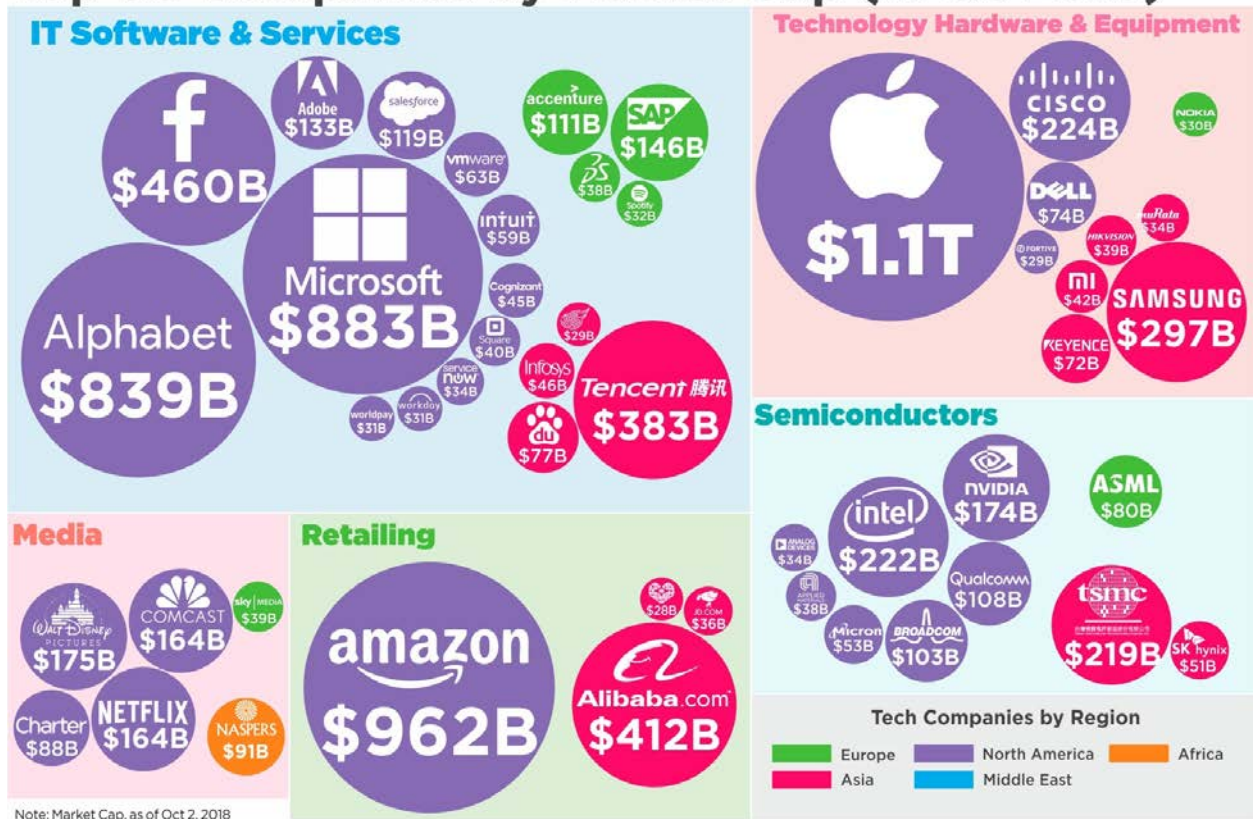 IT Software & Services
f
$460B
Adobe
$133B
salesforce
$119B
vmware
$63B
intuit
$59B
Microsoft
$883B
Alphabet
$839B
Cognizant
$45B
Square
$40B
service
now
$34B
workday
$31B
worldpay
$31B
accenture
$111B
SAP
$146B
$38B
Spotify
$32B
$29B
Infosys
$46B
Tencent 腾讯
$383B
du
$77B
Technology Hardware & Equipment
$1.1T
CISCO
$224B
NOKIA
$30B
DELL
$74B
FORTIVE
$29B
muRata
$34B
HIKVISION
$39B
mi
$42B
SAMSUNG
$297B
KEYENCE
$72B
Semiconductors
intel
$222B
NVIDIA
$174B
ASML
$80B
ANALOG
DEVICES
$34B
APPLIED
MATERIALS
$38B
Micron
$53B
BROADCOM
$103B
Qualcomm
$108B
tsmc
$219B
SK hynix
$51B
Media
WALT DISNEY
PICTURES
$175B
COMCAST
$164B
sky MEDIA
$39B
Charter
$88B
NETFLIX
$164B
NASPERS
$91B
Retailing
amazon
$962B
$28B
JD.COM
$36B
Alibaba.com
$412B
Tech Companies by Region
Europe
North America
Africa
Asia
Middle East
Note: Market Cap, as of Oct 2, 2018